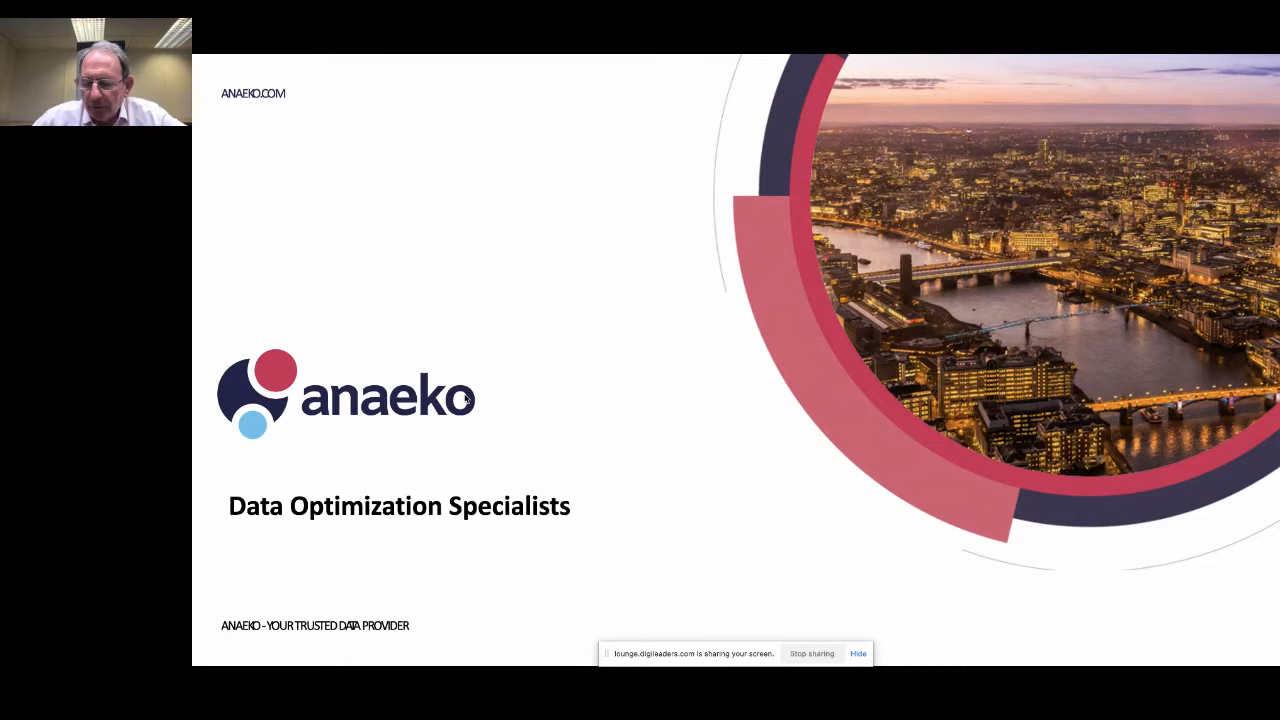 ANAEKO.COM
anaeko
Data Optimization Specialists
ANAEKO - YOUR TRUSTED DATA PROVIDER
lounge.digileaders.com is sharing your screen.
Stop sharing
Hide